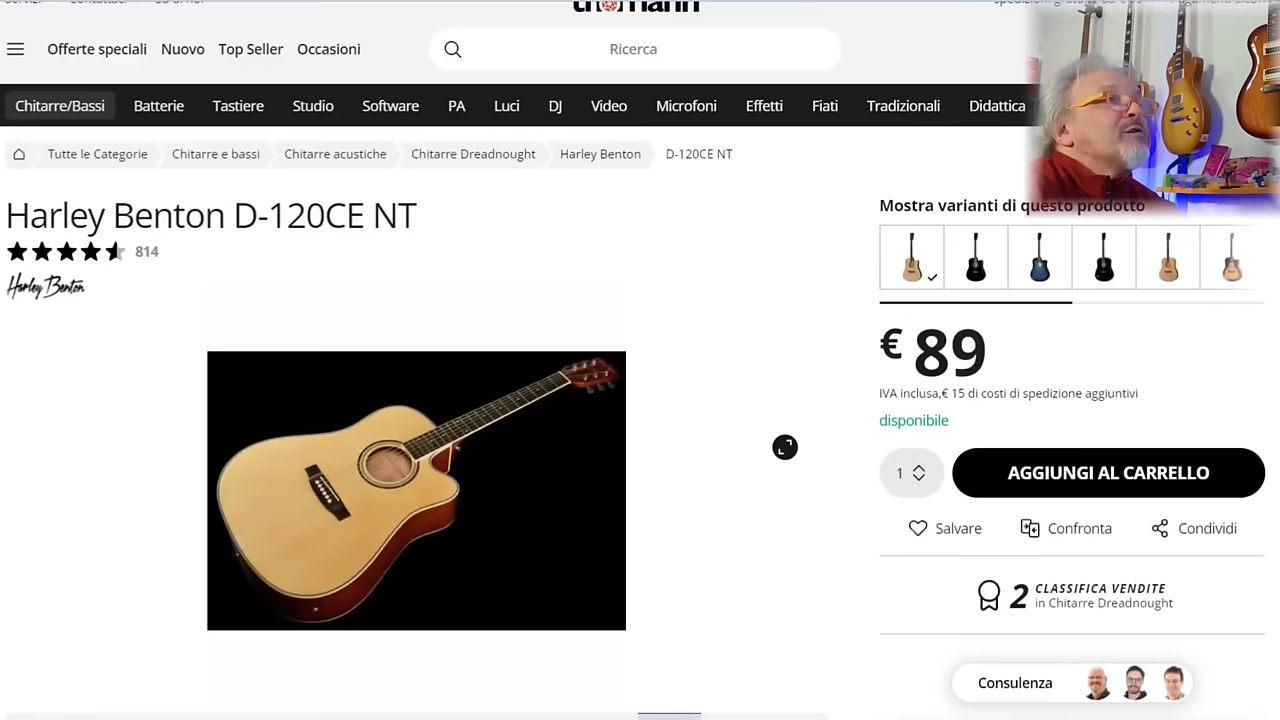 thomann
Offerte speciali Nuovo Top Seller Occasioni
Ricerca
Chitarre/Bassi Batterie Tastiere Studio Software PA Luci DJ Video Microfoni Effetti Fiati Tradizionali Didattica
Tutte le Categorie Chitarre e bassi Chitarre acustiche Chitarre Dreadnought Harley Benton D-120CE NT
Harley Benton D-120CE NT
814
Harley Benton
Mostra varianti di questo prodotto
€ 89
IVA inclusa,€ 15 di costi di spedizione aggiuntivi
disponibile
1
AGGIUNGI AL CARRELLO
Salvare Confronta Condividi
2 CLASSIFICA VENDITE
in Chitarre Dreadnought
Consulenza